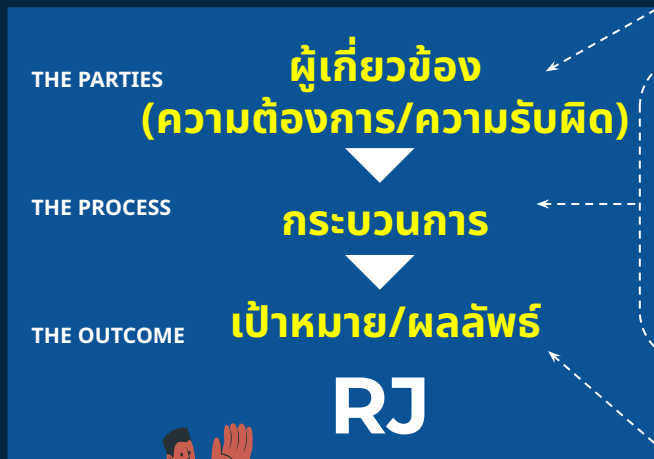 THE PARTIES
ผู้เกี่ยวข้อง
(ความต้องการ/ความรับผิด)
THE PROCESS
กระบวนการ
THE OUTCOME
เป้าหมาย/ผลลัพธ์
RJ